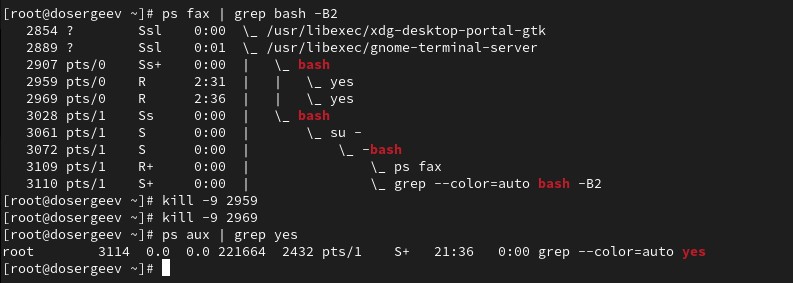 [root@dosergeev ~]# ps fax | grep bash -B2
   2854 ?        Ssl    0:00  \_ /usr/libexec/xdg-desktop-portal-gtk
   2889 ?        Ssl    0:01  \_ /usr/libexec/gnome-terminal-server
   2907 pts/0    Ss+    0:00  |   \_ bash
   2959 pts/0    R      2:31  |   |   \_ yes
   2969 pts/0    R      2:36  |   |   \_ yes
   3028 pts/1    Ss     0:00  |   \_ bash
   3061 pts/1    S      0:00  |       \_ su -
   3072 pts/1    S      0:00  |           \_ -bash
   3109 pts/1    R+     0:00  |               \_ ps fax
   3110 pts/1    S+     0:00  |               \_ grep --color=auto bash -B2
[root@dosergeev ~]# kill -9 2959
[root@dosergeev ~]# kill -9 2969
[root@dosergeev ~]# ps aux | grep yes
root        3114  0.0  0.0 221664  2432 pts/1    S+   21:36   0:00 grep --color=auto yes
[root@dosergeev ~]#